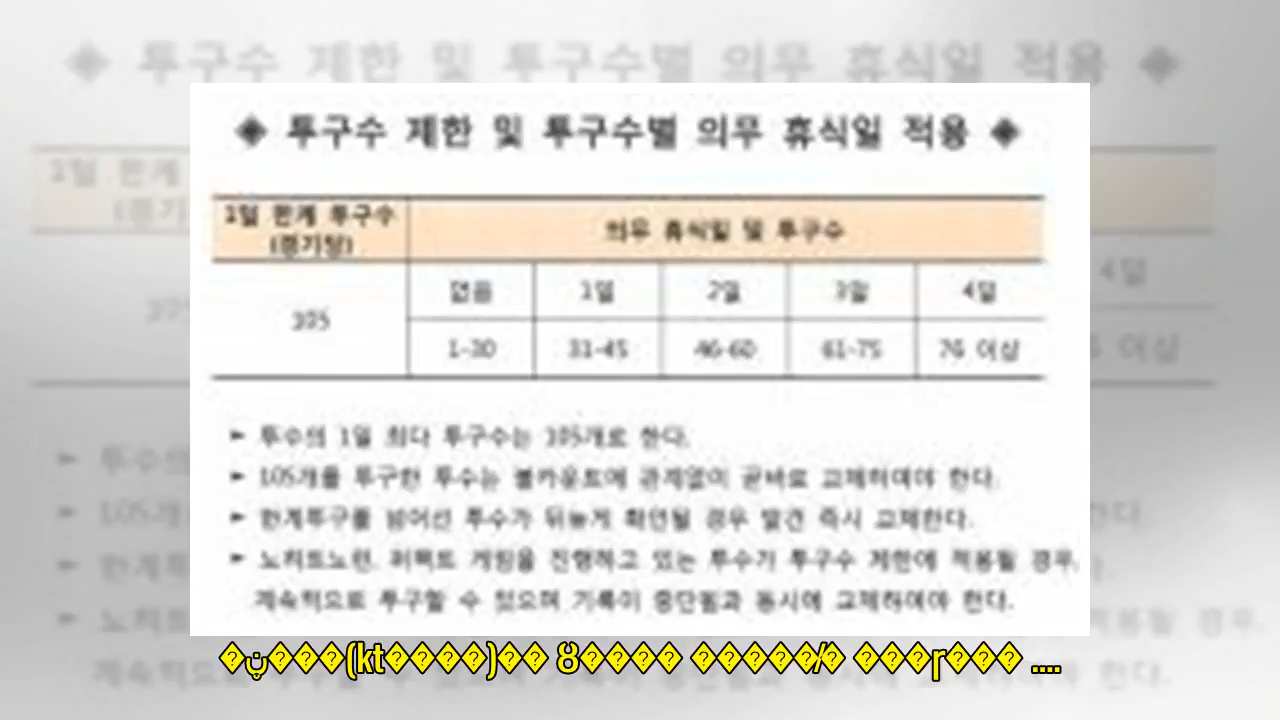 ◈ 투구수 제한 및 투구수별 의무 휴식일 적용 ◈
1일 한계 투구수
(경기당)
의무 휴식일 및 투구수
105
없음 1일 2일 3일 4일
1-30 31-45 46-60 61-75 76 이상
► 투수의 1일 최다 투구수는 105개로 한다.
► 105개를 투구한 투수는 볼카운트에 관계없이 곧바로 교체하여야 한다.
► 한계투구를 넘어선 투수가 뒤늦게 확인될 경우 발견 즉시 교체한다.
► 노히트노런, 퍼펙트 게임을 진행하고 있는 투수가 투구수 제한에 적용될 경우,
계속적으로 투구할 수 있으며 기록이 중단됨과 동시에 교체하여야 한다.